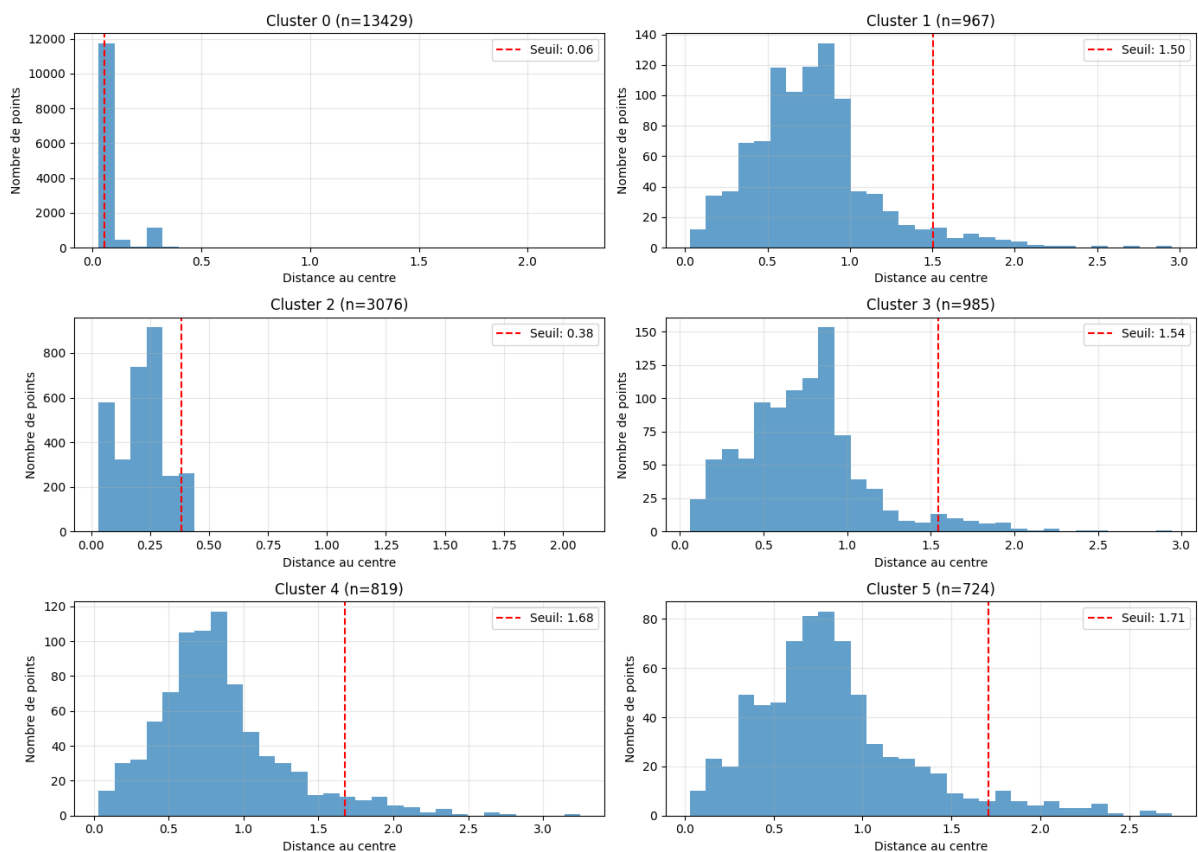 Cluster 0 (n=13429)
Nombre de points
12000
10000
8000
6000
4000
2000
0
Seuil: 0.06
0.0 0.5 1.0 1.5 2.0
Distance au centre
Cluster 1 (n=967)
Nombre de points
140
120
100
80
60
40
20
0
Seuil: 1.50
0.0 0.5 1.0 1.5 2.0 2.5 3.0
Distance au centre
Cluster 2 (n=3076)
Nombre de points
800
600
400
200
0
Seuil: 0.38
0.00 0.25 0.50 0.75 1.00 1.25 1.50 1.75 2.00
Distance au centre
Cluster 3 (n=985)
Nombre de points
150
125
100
75
50
25
0
Seuil: 1.54
0.0 0.5 1.0 1.5 2.0 2.5 3.0
Distance au centre
Cluster 4 (n=819)
Nombre de points
120
100
80
60
40
20
0
Seuil: 1.68
0.0 0.5 1.0 1.5 2.0 2.5 3.0
Distance au centre
Cluster 5 (n=724)
Nombre de points
80
60
40
20
0
Seuil: 1.71
0.0 0.5 1.0 1.5 2.0 2.5
Distance au centre